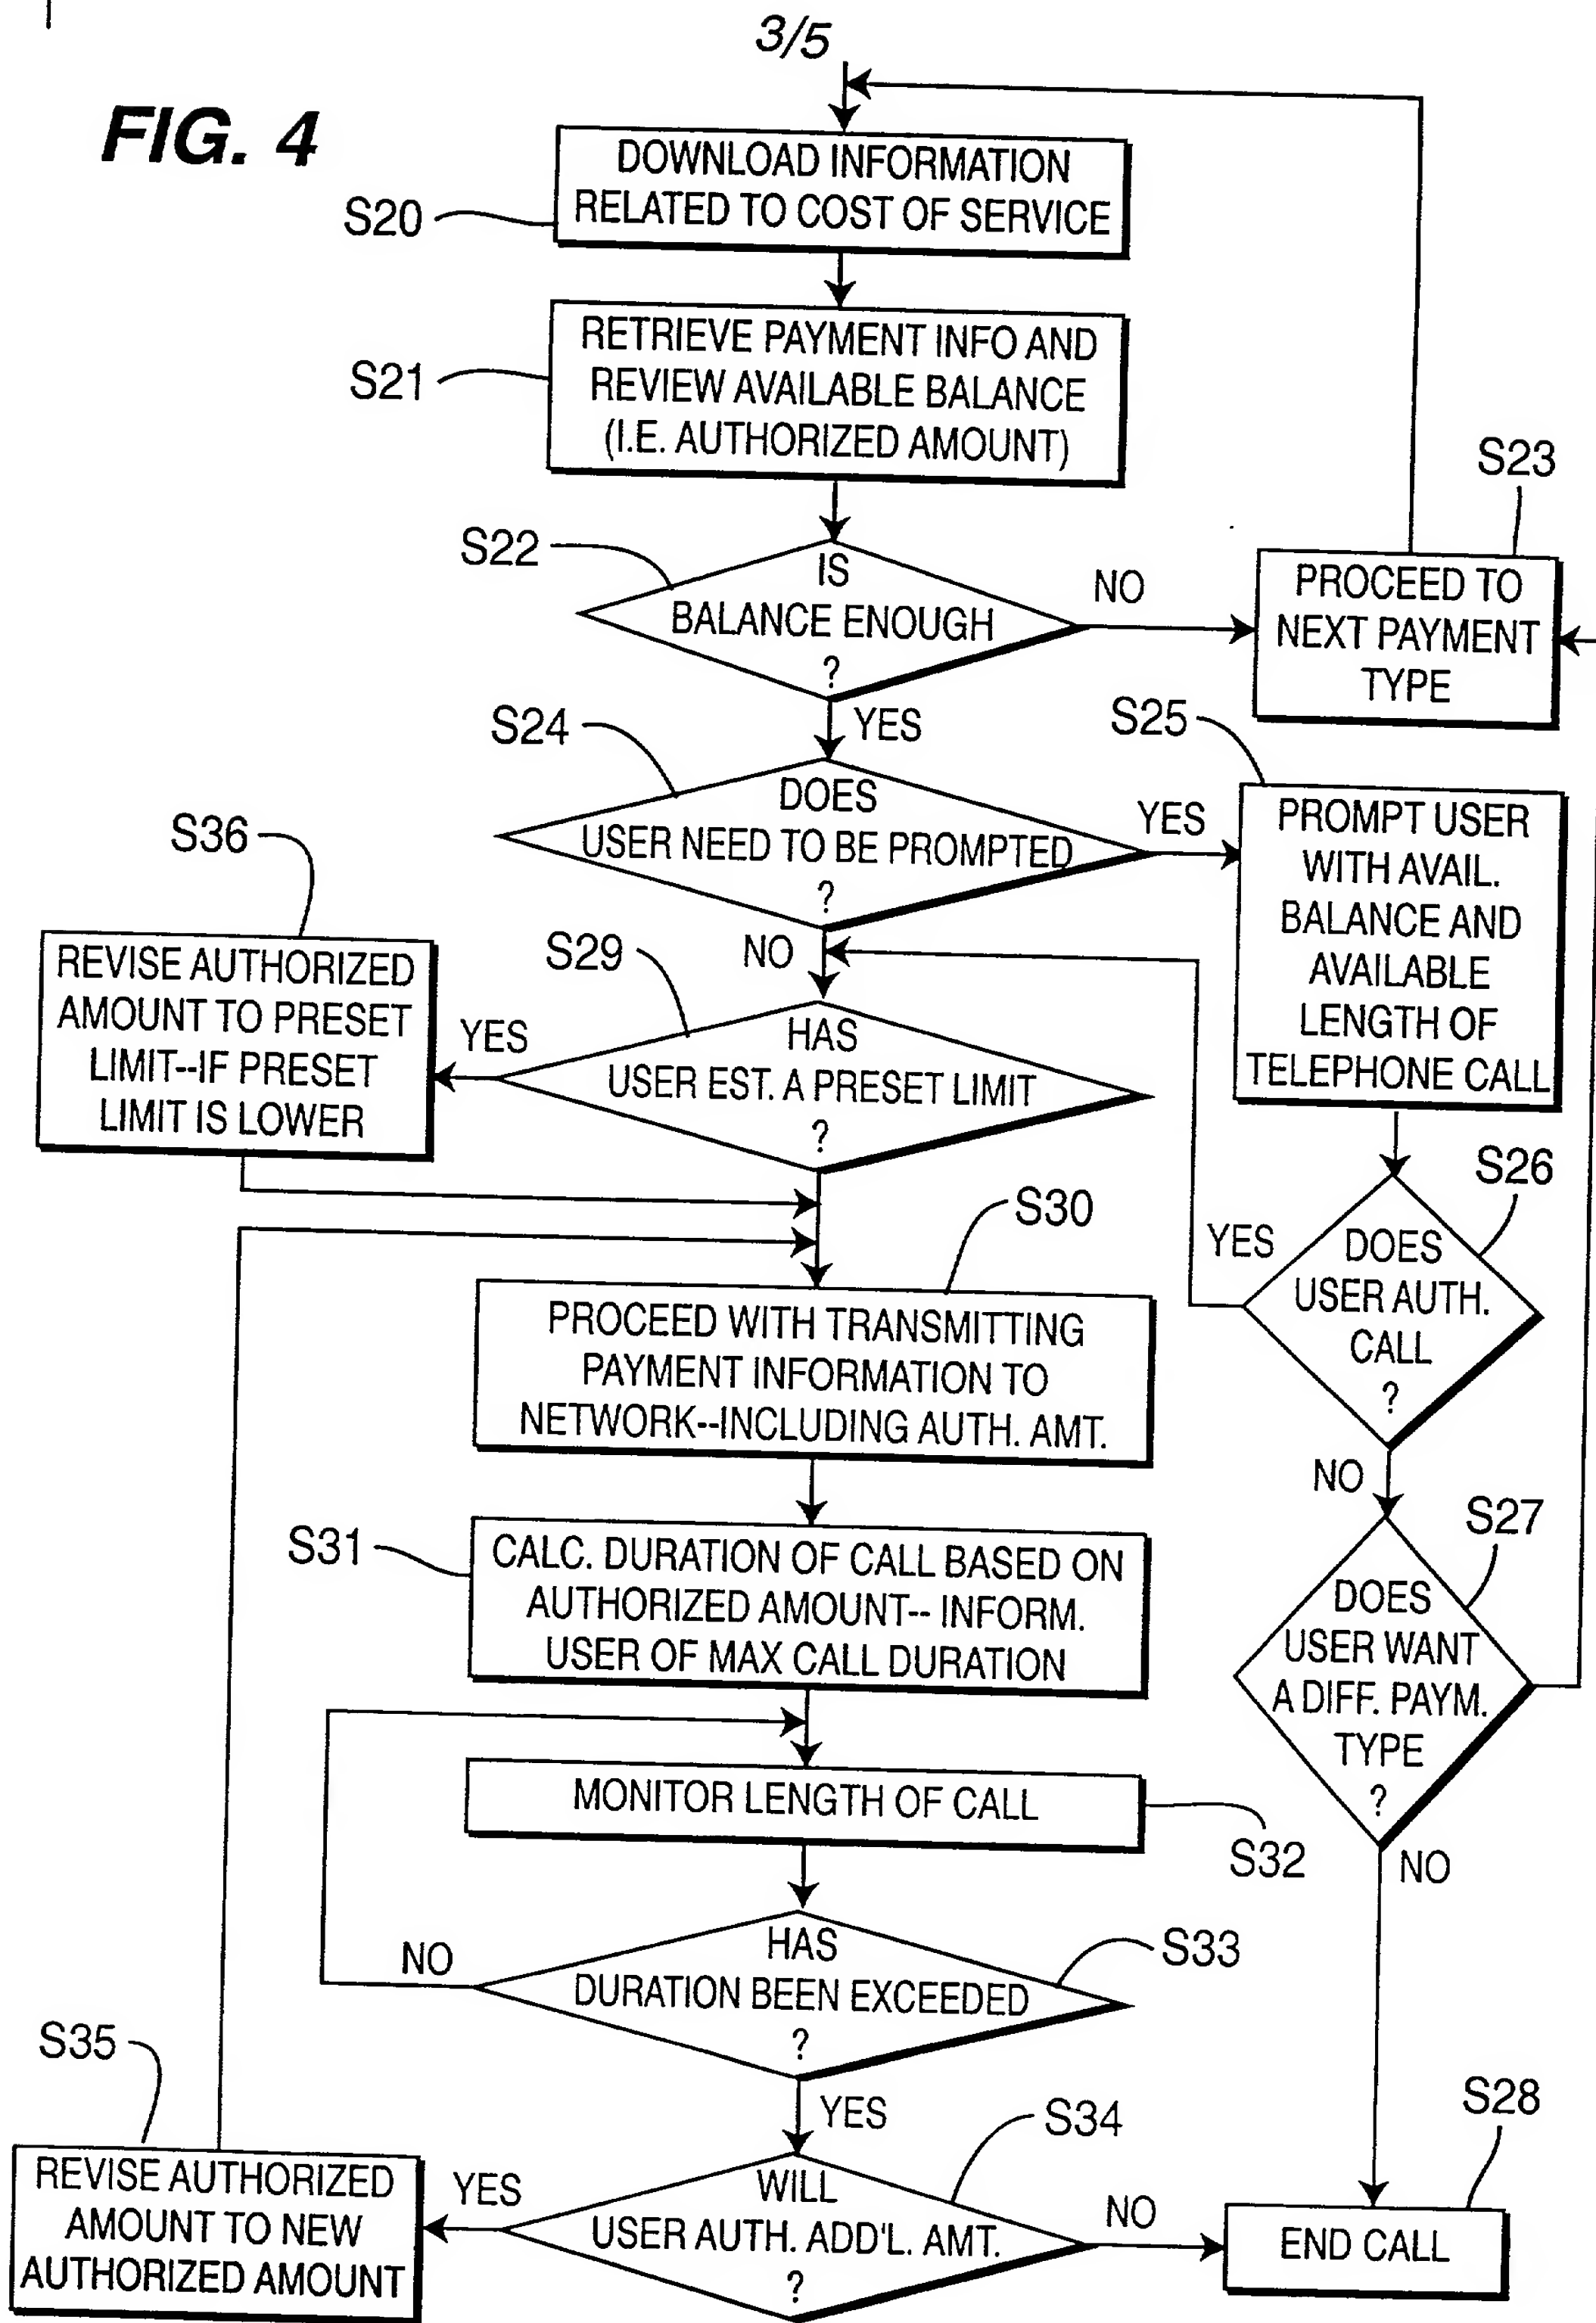 3/5
FIG. 4
DOWNLOAD INFORMATION
RELATED TO COST OF SERVICE
S20
RETRIEVE PAYMENT INFO AND
REVIEW AVAILABLE BALANCE
(I.E. AUTHORIZED AMOUNT)
S21
S22
IS
BALANCE ENOUGH
?
NO
YES
S23
PROCEED TO
NEXT PAYMENT
TYPE
S24
DOES
USER NEED TO BE PROMPTED
?
YES
NO
S25
PROMPT USER
WITH AVAIL.
BALANCE AND
AVAILABLE
LENGTH OF
TELEPHONE CALL
S36
REVISE AUTHORIZED
AMOUNT TO PRESET
LIMIT--IF PRESET
LIMIT IS LOWER
S29
YES
HAS
USER EST. A PRESET LIMIT
?
S26
YES
DOES
USER AUTH.
CALL
?
NO
S30
PROCEED WITH TRANSMITTING
PAYMENT INFORMATION TO
NETWORK--INCLUDING AUTH. AMT.
S27
DOES
USER WANT
A DIFF. PAYM.
TYPE
?
NO
S31
CALC. DURATION OF CALL BASED ON
AUTHORIZED AMOUNT-- INFORM.
USER OF MAX CALL DURATION
MONITOR LENGTH OF CALL
S32
NO
HAS
DURATION BEEN EXCEEDED
?
S33
YES
S35
REVISE AUTHORIZED
AMOUNT TO NEW
AUTHORIZED AMOUNT
YES
WILL
USER AUTH. ADD'L. AMT.
?
S34
NO
S28
END CALL